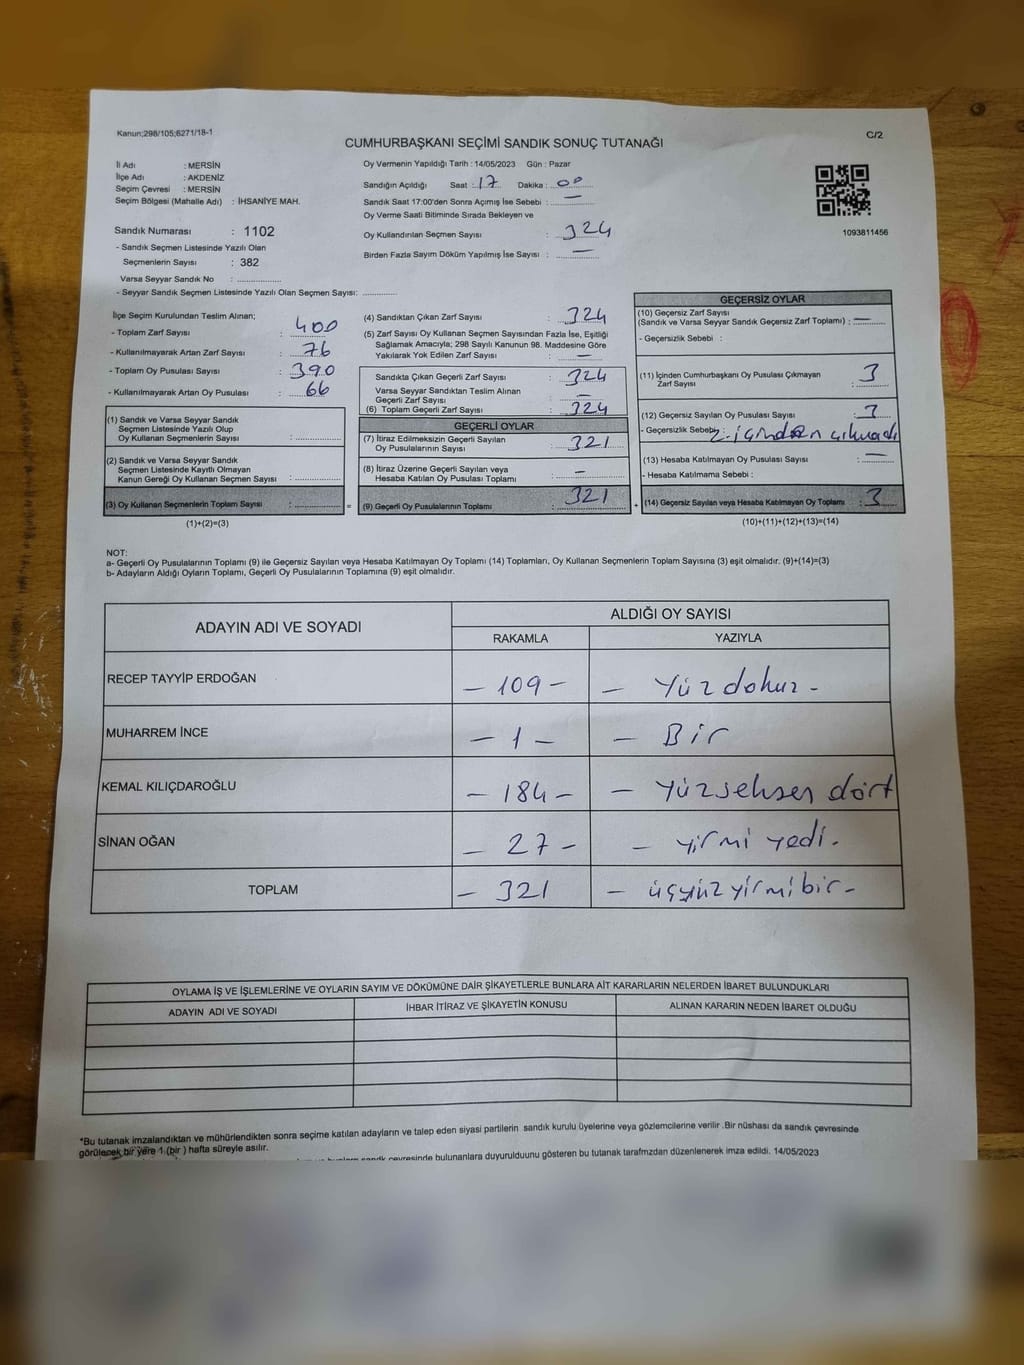 Kanun;298/105;6271/18-1
C/2
CUMHURBAŞKANI SEÇİMİ SANDIK SONUÇ TUTANAĞI
İl Adı : MERSİN
İlçe Adı : AKDENİZ
Seçim Çevresi : MERSİN
Seçim Bölgesi (Mahalle Adı) : İHSANİYE MAH.
Sandık Numarası : 1102
- Sandık Seçmen Listesinde Yazılı Olan
Seçmenlerin Sayısı : 382
Varsa Seyyar Sandık No :
- Seyyar Sandık Seçmen Listesinde Yazılı Olan Seçmen Sayısı:
Oy Vermenin Yapıldığı Tarih : 14/05/2023 Gün : Pazar
Sandığın Açıldığı Saat : 17 Dakika : 00
Sandık Saat 17:00'den Sonra Açımış İse Sebebi : —
Oy Verme Saati Bitiminde Sırada Bekleyen ve
Oy Kullandırılan Seçmen Sayısı : 324
Birden Fazla Sayım Döküm Yapılmış İse Sayısı : —
1093811456
İlçe Seçim Kurulundan Teslim Alınan;
- Toplam Zarf Sayısı : 400
- Kullanılmayarak Artan Zarf Sayısı : 76
- Toplam Oy Pusulası Sayısı : 390
- Kullanılmayarak Artan Oy Pusulası : 66
(1) Sandık ve Varsa Seyyar Sandık
Seçmen Listesinde Yazılı Olup
Oy Kullanan Seçmenlerin Sayısı :
(2) Sandık ve Varsa Seyyar Sandık
Seçmen Listesinde Kayıtlı Olmayan
Kanun Gereği Oy Kullanan Seçmen Sayısı :
(3) Oy Kullanan Seçmenlerin Toplam Sayısı :
(1)+(2)=(3)
(4) Sandıktan Çıkan Zarf Sayısı : 324
(5) Zarf Sayısı Oy Kullanan Seçmen Sayısından Fazla İse, Eşitliği
Sağlamak Amacıyla; 298 Sayılı Kanunun 98. Maddesine Göre
Yakılarak Yok Edilen Zarf Sayısı : —
Sandıkta Çıkan Geçerli Zarf Sayısı : 324
Varsa Seyyar Sandıktan Teslim Alınan
Geçerli Zarf Sayısı : —
(6) Toplam Geçerli Zarf Sayısı : 324
GEÇERLİ OYLAR
(7) İtiraz Edilmeksizin Geçerli Sayılan
Oy Pusulalarının Sayısı : 321
(8) İtiraz Üzerine Geçerli Sayılan veya
Hesaba Katılan Oy Pusulası Toplamı : —
= (9) Geçerli Oy Pusulalarının Toplamı : 321
GEÇERSİZ OYLAR
(10) Geçersiz Zarf Sayısı
(Sandık ve Varsa Seyyar Sandık Geçersiz Zarf Toplamı) : —
- Geçersizlik Sebebi :
(11) İçinden Cumhurbaşkanı Oy Pusulası Çıkmayan
Zarf Sayısı : 3
(12) Geçersiz Sayılan Oy Pusulası Sayısı : 3
- Geçersizlik Sebebi: içinden çıkmadı
(13) Hesaba Katılmayan Oy Pusulası Sayısı : —
- Hesaba Katılmama Sebebi :
+ (14) Geçersiz Sayılan veya Hesaba Katılmayan Oy Toplamı : 3
(10)+(11)+(12)+(13)=(14)
NOT:
a- Geçerli Oy Pusulalarının Toplamı (9) ile Geçersiz Sayılan veya Hesaba Katılmayan Oy Toplamı (14) Toplamları, Oy Kullanan Seçmenlerin Toplam Sayısına (3) eşit olmalıdır. (9)+(14)=(3)
b- Adayların Aldığı Oyların Toplamı, Geçerli Oy Pusulalarının Toplamına (9) eşit olmalıdır.
ADAYIN ADI VE SOYADI
ALDIĞI OY SAYISI
RAKAMLA YAZIYLA
RECEP TAYYİP ERDOĞAN - 109 - - Yüzdokuz -
MUHARREM İNCE - 1 - - Bir
KEMAL KILIÇDAROĞLU - 184 - - Yüzseksen dört
SİNAN OĞAN - 27 - - yirmi yedi.
TOPLAM - 321 - üçyüzyirmibir -
OYLAMA İŞ VE İŞLEMLERİNE VE OYLARIN SAYIM VE DÖKÜMÜNE DAİR ŞİKAYETLERLE BUNLARA AİT KARARLARIN NELERDEN İBARET BULUNDUKLARI
ADAYIN ADI VE SOYADI İHBAR İTİRAZ VE ŞİKAYETİN KONUSU ALINAN KARARIN NEDEN İBARET OLDUĞU
*Bu tutanak imzalandıktan ve mühürlendikten sonra seçime katılan adayların ve talep eden siyasi partilerin sandık kurulu üyelerine veya gözlemcilerine verilir .Bir nüshası da sandık çevresinde
görülecek bir yere 1 (bir ) hafta süreyle asılır.
sandık çevresinde bulunanlara duyurulduunu gösteren bu tutanak tarafmzdan düzenlenerek imza edildi. 14/05/2023